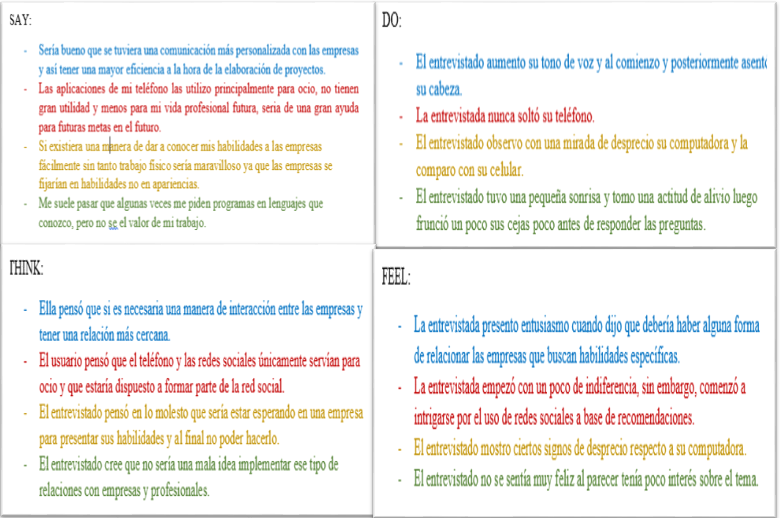 SAY:
- Sería bueno que se tuviera una comunicación más personalizada con las empresas
y así tener una mayor eficiencia a la hora de la elaboración de proyectos.
- Las aplicaciones de mi teléfono las utilizo principalmente para ocio, no tienen
gran utilidad y menos para mi vida profesional futura, seria de una gran ayuda
para futuras metas en el futuro.
- Si existiera una manera de dar a conocer mis habilidades a las empresas
fácilmente sin tanto trabajo físico sería maravilloso ya que las empresas se
fijarían en habilidades no en apariencias.
- Me suele pasar que algunas veces me piden programas en lenguajes que
conozco, pero no se el valor de mi trabajo.
DO:
- El entrevistado aumento su tono de voz y al comienzo y posteriormente asento
su cabeza.
- La entrevistada nunca soltó su teléfono.
- El entrevistado observo con una mirada de desprecio su computadora y la
comparo con su celular.
- El entrevistado tuvo una pequeña sonrisa y tomo una actitud de alivio luego
frunció un poco sus cejas poco antes de responder las preguntas.
THINK:
- Ella pensó que si es necesaria una manera de interacción entre las empresas y
tener una relación más cercana.
- El usuario pensó que el teléfono y las redes sociales únicamente servían para
ocio y que estaría dispuesto a formar parte de la red social.
- El entrevistado pensó en lo molesto que sería estar esperando en una empresa
para presentar sus habilidades y al final no poder hacerlo.
- El entrevistado cree que no sería una mala idea implementar ese tipo de
relaciones con empresas y profesionales.
FEEL:
- La entrevistada presento entusiasmo cuando dijo que debería haber alguna forma
de relacionar las empresas que buscan habilidades específicas.
- La entrevistada empezó con un poco de indiferencia, sin embargo, comenzó a
intrigarse por el uso de redes sociales a base de recomendaciones.
- El entrevistado mostro ciertos signos de desprecio respecto a su computadora.
- El entrevistado no se sentía muy feliz al parecer tenía poco interés sobre el tema.